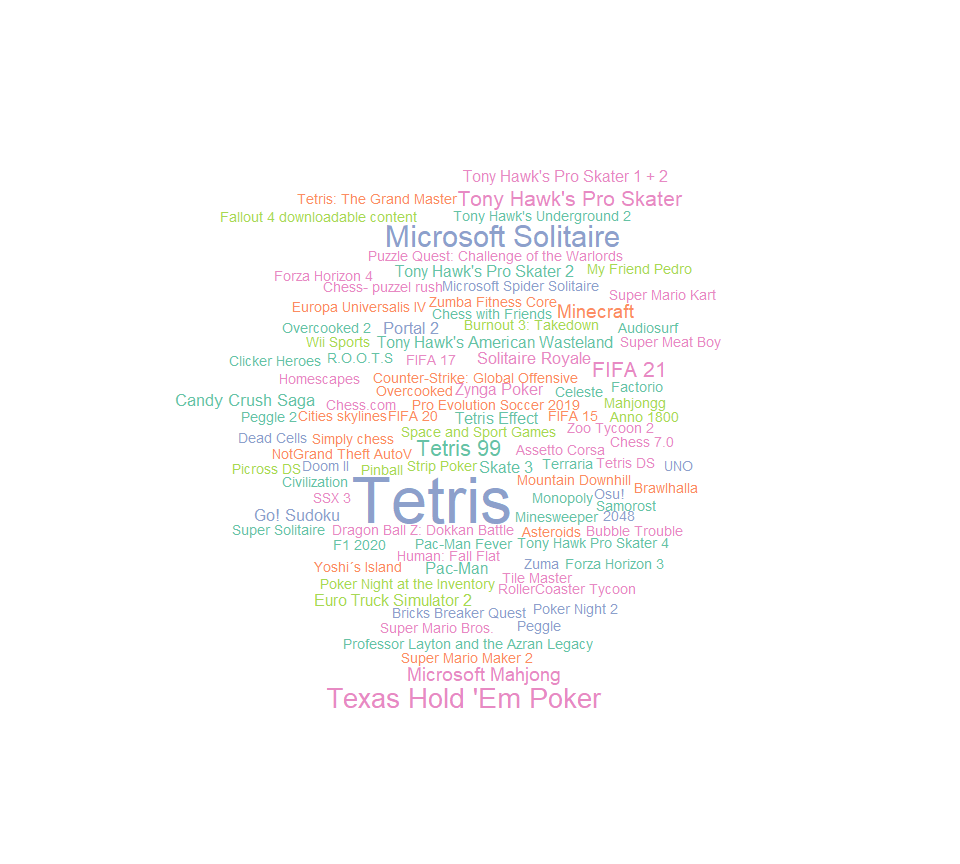 Tony Hawk's Pro Skater 1 + 2
Tetris: The Grand Master
Tony Hawk's Pro Skater
Fallout 4 downloadable content
Tony Hawk's Underground 2
Microsoft Solitaire
Puzzle Quest: Challenge of the Warlords
Forza Horizon 4
Tony Hawk's Pro Skater 2
My Friend Pedro
Chess- puzzel rush
Microsoft Spider Solitaire
Super Mario Kart
Europa Universalis IV
Zumba Fitness Core
Chess with Friends
Minecraft
Overcooked 2
Portal 2
Burnout 3: Takedown
Audiosurf
Wii Sports
Tony Hawk's American Wasteland
Super Meat Boy
Clicker Heroes
R.O.O.T.S
FIFA 17
Solitaire Royale
FIFA 21
Homescapes
Counter-Strike: Global Offensive
Overcooked
Zynga Poker
Celeste
Factorio
Candy Crush Saga
Chess.com
Pro Evolution Soccer 2019
Mahjongg
Peggle 2
Cities skylines
FIFA 20
Tetris Effect
FIFA 15
Anno 1800
Dead Cells
Simply chess
Space and Sport Games
Zoo Tycoon 2
Chess 7.0
NotGrand Theft AutoV
Tetris 99
Assetto Corsa
Picross DS
Doom II
Pinball
Strip Poker
Skate 3
Terraria
Tetris DS
UNO
Civilization
Tetris
Mountain Downhill
Brawlhalla
SSX 3
Monopoly
Osu!
Samorost
Go! Sudoku
Minesweeper
2048
Super Solitaire
Dragon Ball Z: Dokkan Battle
Asteroids
Bubble Trouble
F1 2020
Pac-Man Fever
Tony Hawk Pro Skater 4
Human: Fall Flat
Yoshi´s Island
Pac-Man
Zuma
Forza Horizon 3
Tile Master
Poker Night at the Inventory
RollerCoaster Tycoon
Euro Truck Simulator 2
Bricks Breaker Quest
Poker Night 2
Super Mario Bros.
Peggle
Professor Layton and the Azran Legacy
Super Mario Maker 2
Microsoft Mahjong
Texas Hold 'Em Poker